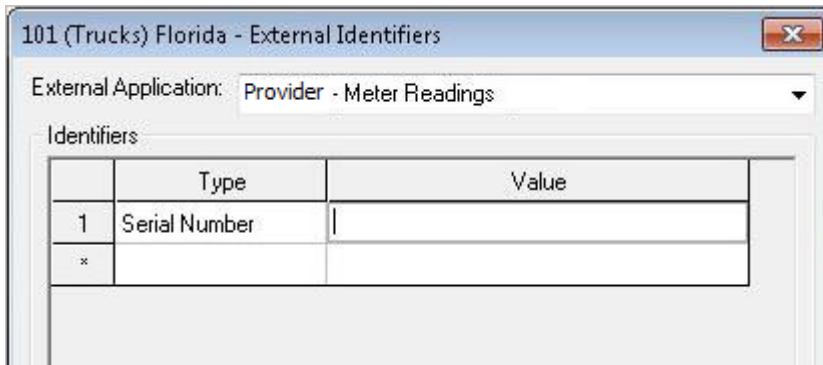 101 (Trucks) Florida - External Identifiers
External Application: Provider - Meter Readings
Identifiers
Type Value
1 Serial Number
*